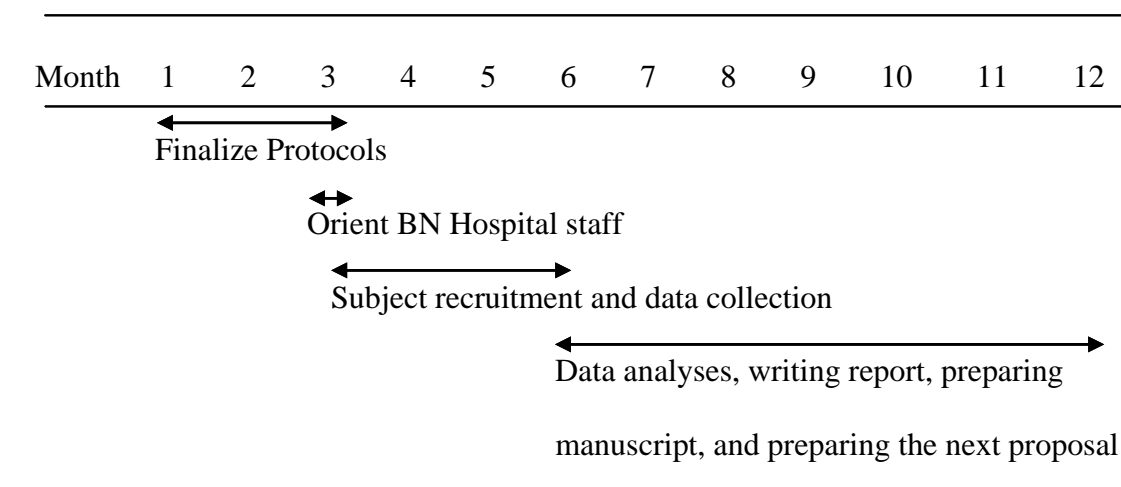 Month 1 2 3 4 5 6 7 8 9 10 11 12
Finalize Protocols
Orient BN Hospital staff
Subject recruitment and data collection
Data analyses, writing report, preparing
manuscript, and preparing the next proposal